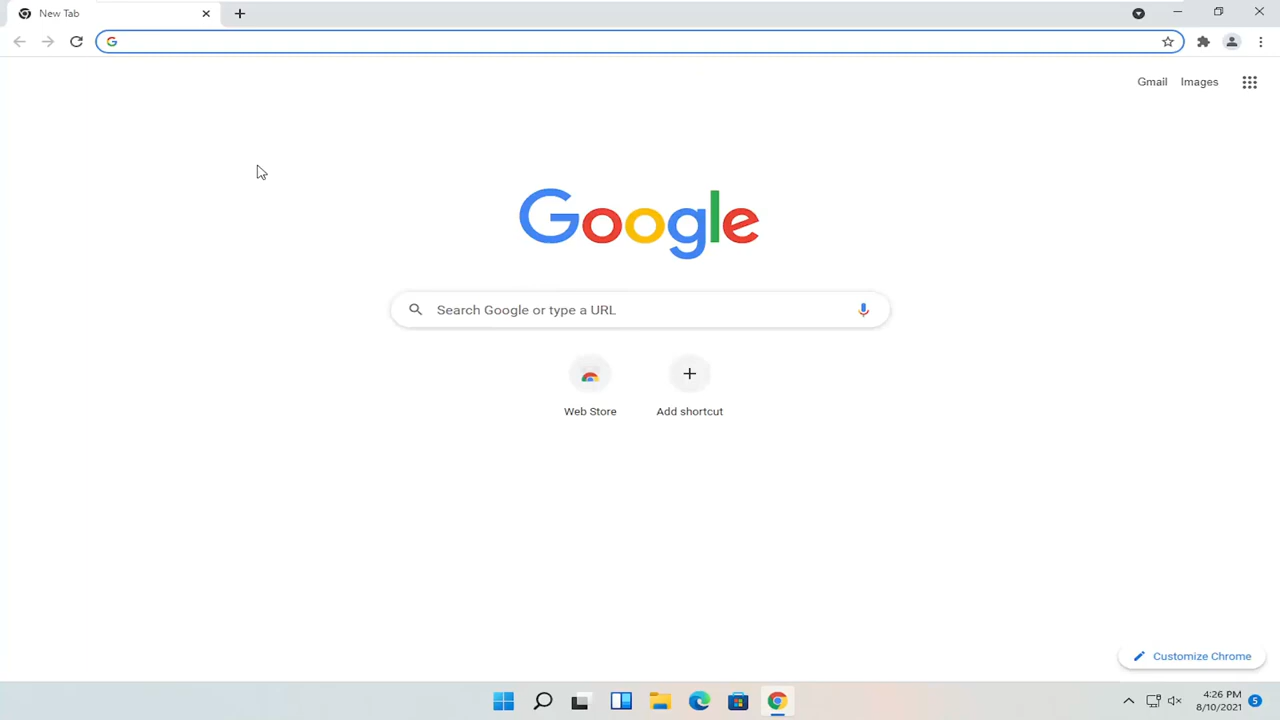 New Tab
Gmail Images
Google
Search Google or type a URL
Web Store Add shortcut
Customize Chrome
4:26 PM
8/10/2021 5